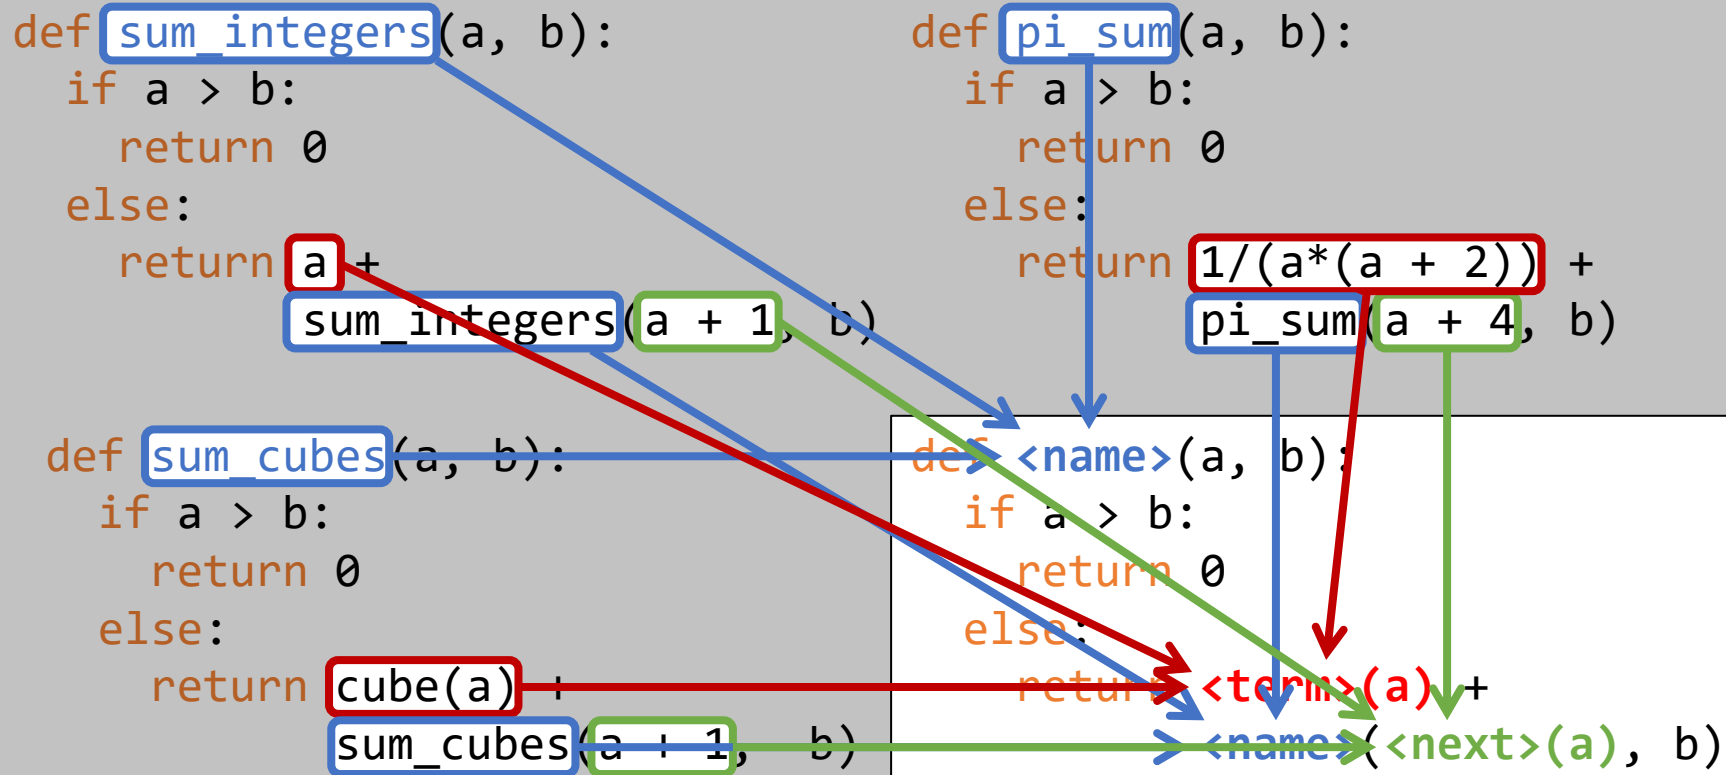 def sum_integers(a, b):
if a > b:
return 0
else:
return a +
sum_integers(a + 1, b)
def pi_sum(a, b):
if a > b:
return 0
else:
return 1/(a*(a + 2)) +
pi_sum(a + 4, b)
def sum_cubes(a, b):
if a > b:
return 0
else:
return cube(a) +
sum_cubes(a + 1, b)
def <name>(a, b):
if a > b:
return 0
else:
return <term>(a) +
<name>(<next>(a), b)